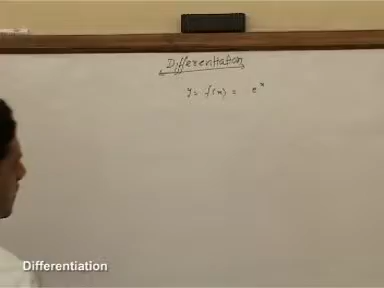 Differentiation
y = f(x) = e^x
Differentiation